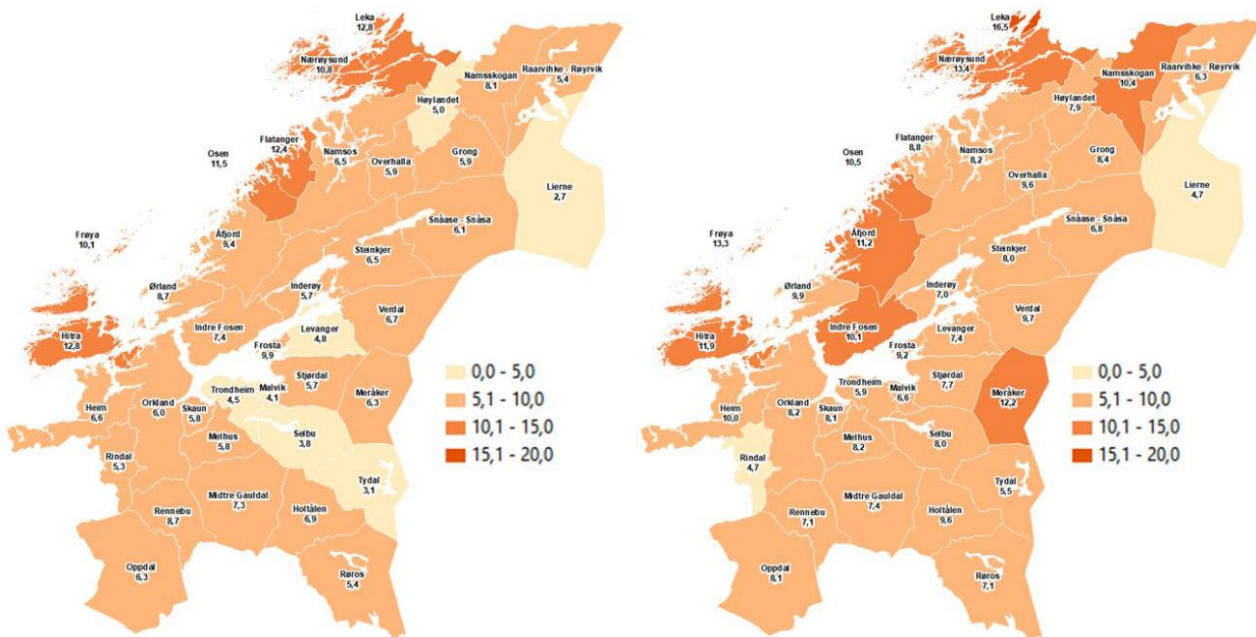 Leka
12,8
Nærøysund
10,8
Namsskogan
8,1
Raarvihke - Røyrvik
5,4
Høylandet
5,0
Flatanger
12,4
Osen
11,5
Namsos
6,5
Overhalla
5,9
Grong
5,9
Lierne
2,7
Snåase - Snåsa
6,1
Frøya
10,1
Åfjord
9,4
Steinkjer
6,5
Ørland
8,7
Inderøy
5,7
Verdal
6,7
Hitra
12,8
Indre Fosen
7,4
Levanger
4,8
Frosta
9,9
Stjørdal
5,7
Meråker
6,3
Trondheim
4,5
Malvik
4,1
Heim
6,6
Orkland
6,0
Skaun
5,8
Melhus
5,8
Selbu
3,8
Rindal
5,3
Tydal
3,1
Midtre Gauldal
7,3
Rennebu
8,7
Holtålen
6,9
Oppdal
6,3
Røros
5,4
0,0 - 5,0
5,1 - 10,0
10,1 - 15,0
15,1 - 20,0
Leka
16,5
Nærøysund
13,4
Namsskogan
10,4
Raarvihke - Røyrvik
6,3
Høylandet
7,9
Flatanger
8,8
Osen
10,5
Namsos
8,2
Overhalla
9,6
Grong
8,4
Lierne
4,7
Snåase - Snåsa
6,8
Frøya
13,3
Åfjord
11,2
Steinkjer
8,0
Ørland
9,9
Inderøy
7,0
Verdal
9,7
Hitra
11,9
Indre Fosen
10,1
Levanger
7,4
Frosta
9,2
Stjørdal
7,7
Meråker
12,2
Trondheim
5,9
Malvik
6,6
Heim
10,0
Orkland
8,2
Skaun
8,1
Melhus
8,2
Selbu
8,0
Rindal
4,7
Tydal
5,5
Midtre Gauldal
7,4
Rennebu
7,1
Holtålen
9,6
Oppdal
8,1
Røros
7,1
0,0 - 5,0
5,1 - 10,0
10,1 - 15,0
15,1 - 20,0